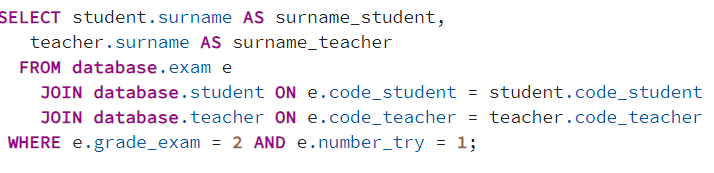 SELECT student.surname AS surname_student,
teacher.surname AS surname_teacher
FROM database.exam e
JOIN database.student ON e.code_student = student.code_student
JOIN database.teacher ON e.code_teacher = teacher.code_teacher
WHERE e.grade_exam = 2 AND e.number_try = 1;